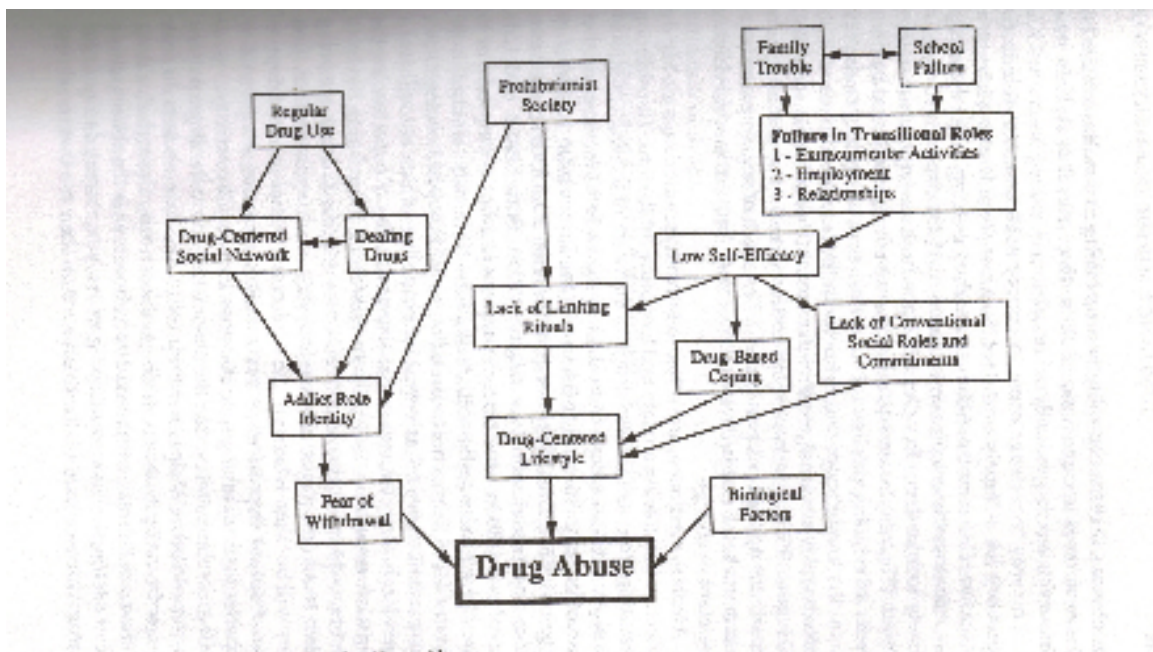 Family
Trouble
School
Failure
Prohibitionist
Society
Regular
Drug Use
Failure in Transitional Roles
1 - Extracurricular Activities
2 - Employment
3 - Relationships
Drug-Centered
Social Network
Dealing
Drugs
Low Self-Efficacy
Lack of Limiting
Rituals
Lack of Conventional
Social Roles and
Commitments
Drug Based
Coping
Addict Role
Identity
Drug-Centered
Lifestyle
Fear of
Withdrawal
Biological
Factors
Drug Abuse